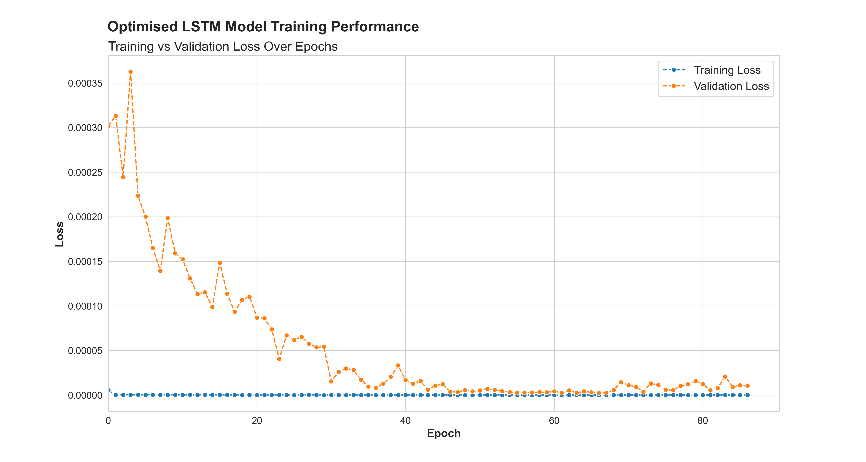 Optimised LSTM Model Training Performance
Training vs Validation Loss Over Epochs
Training Loss
Validation Loss
0.00035
0.00030
0.00025
0.00020
0.00015
0.00010
0.00005
0.00000
Loss
0 20 40 60 80
Epoch